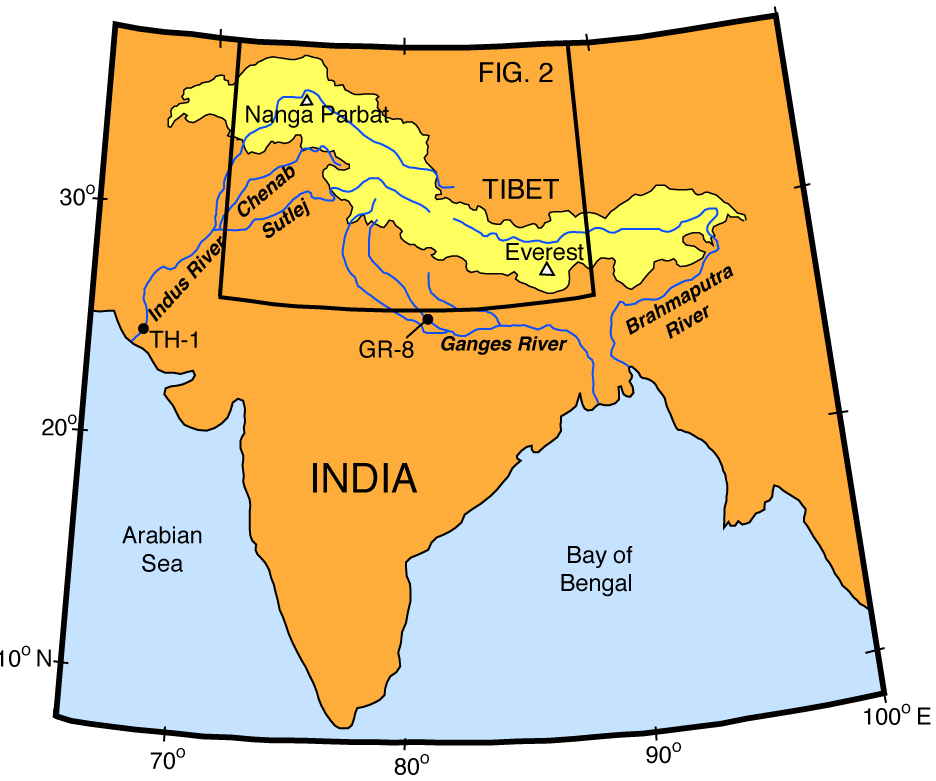 FIG. 2
Nanga Parbat
Chenab
TIBET
30°
Sutlej
Everest
Indus River
Brahmaputra
River
TH-1
GR-8
Ganges River
20°
INDIA
Arabian
Sea
Bay of
Bengal
10° N
100° E
70°
80°
90°